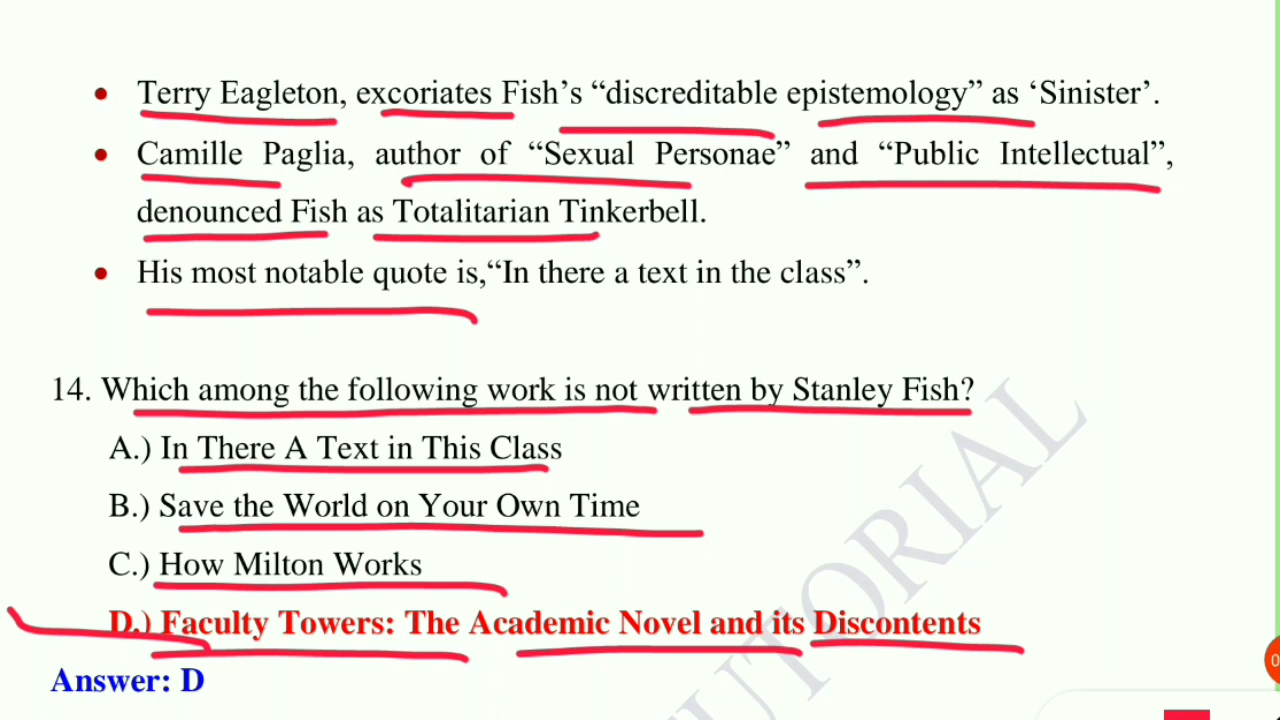 • Terry Eagleton, excoriates Fish's “discreditable epistemology” as ‘Sinister’.
• Camille Paglia, author of “Sexual Personae” and “Public Intellectual”,
denounced Fish as Totalitarian Tinkerbell.
• His most notable quote is,“In there a text in the class”.
14. Which among the following work is not written by Stanley Fish?
A.) In There A Text in This Class
B.) Save the World on Your Own Time
C.) How Milton Works
D.) Faculty Towers: The Academic Novel and its Discontents
Answer: D
TUTORIAL
0